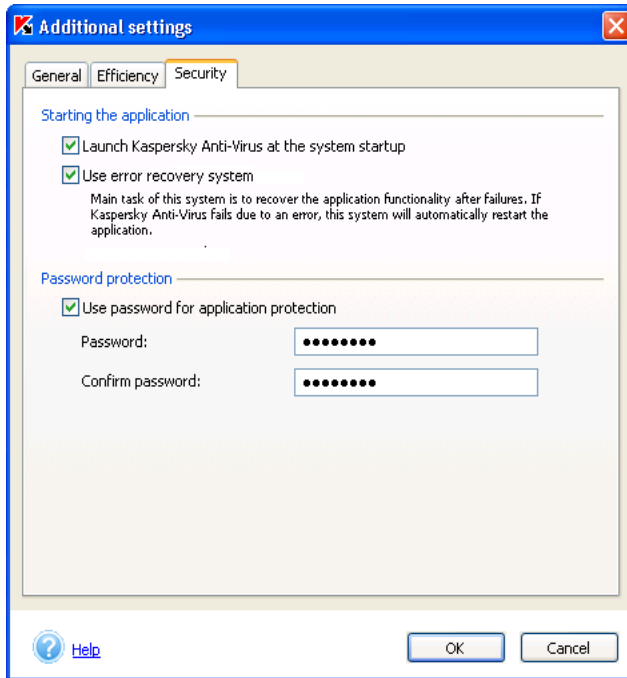 Additional settings
General Efficiency Security
Starting the application
Launch Kaspersky Anti-Virus at the system startup
Use error recovery system
Main task of this system is to recover the application functionality after failures. If
Kaspersky Anti-Virus fails due to an error, this system will automatically restart the
application.
Password protection
Use password for application protection
Password: ●●●●●●●●
Confirm password: ●●●●●●●●
Help OK Cancel